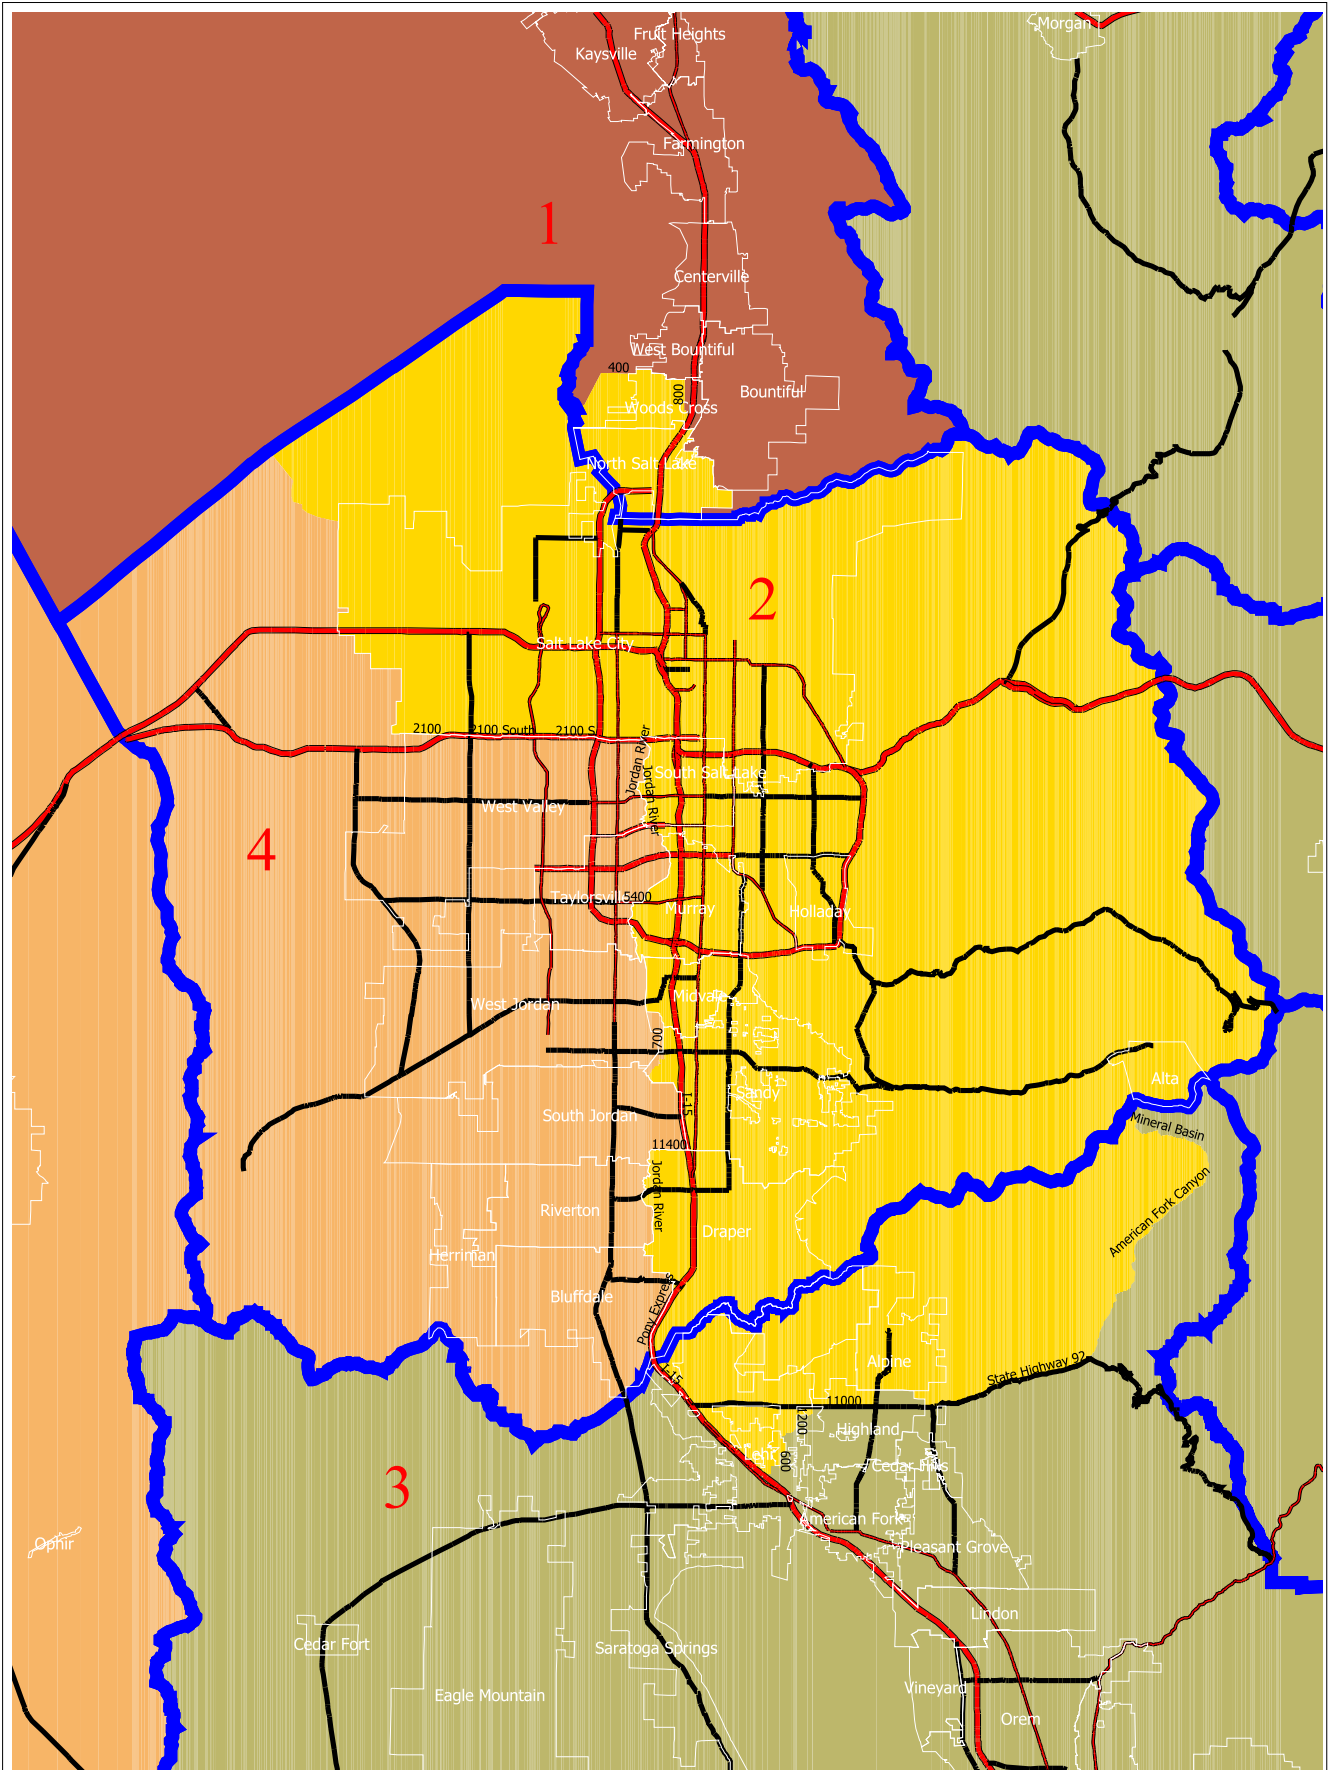 Morgan
Fruit Heights
Kaysville
Farmington
1
Centerville
West Bountiful
400
800
Bountiful
Woods Cross
North Salt Lake
2
Salt Lake City
2100
2100 South
2100 S
Jordan River
Jordan River
South Salt Lake
West Valley
4
Taylorsville
5400
Murray
Holladay
Midvale
West Jordan
700
Alta
Sandy
I-15
South Jordan
Mineral Basin
11400
Jordan River
American Fork Canyon
Riverton
Draper
Herriman
Bluffdale
Pony Express
I-15
Alpine
State Highway 92
11000
1200
Highland
Lehi
600
Cedar Hills
3
American Fork
Ophir
Pleasant Grove
Lindon
Cedar Fort
Saratoga Springs
Vineyard
Eagle Mountain
Orem